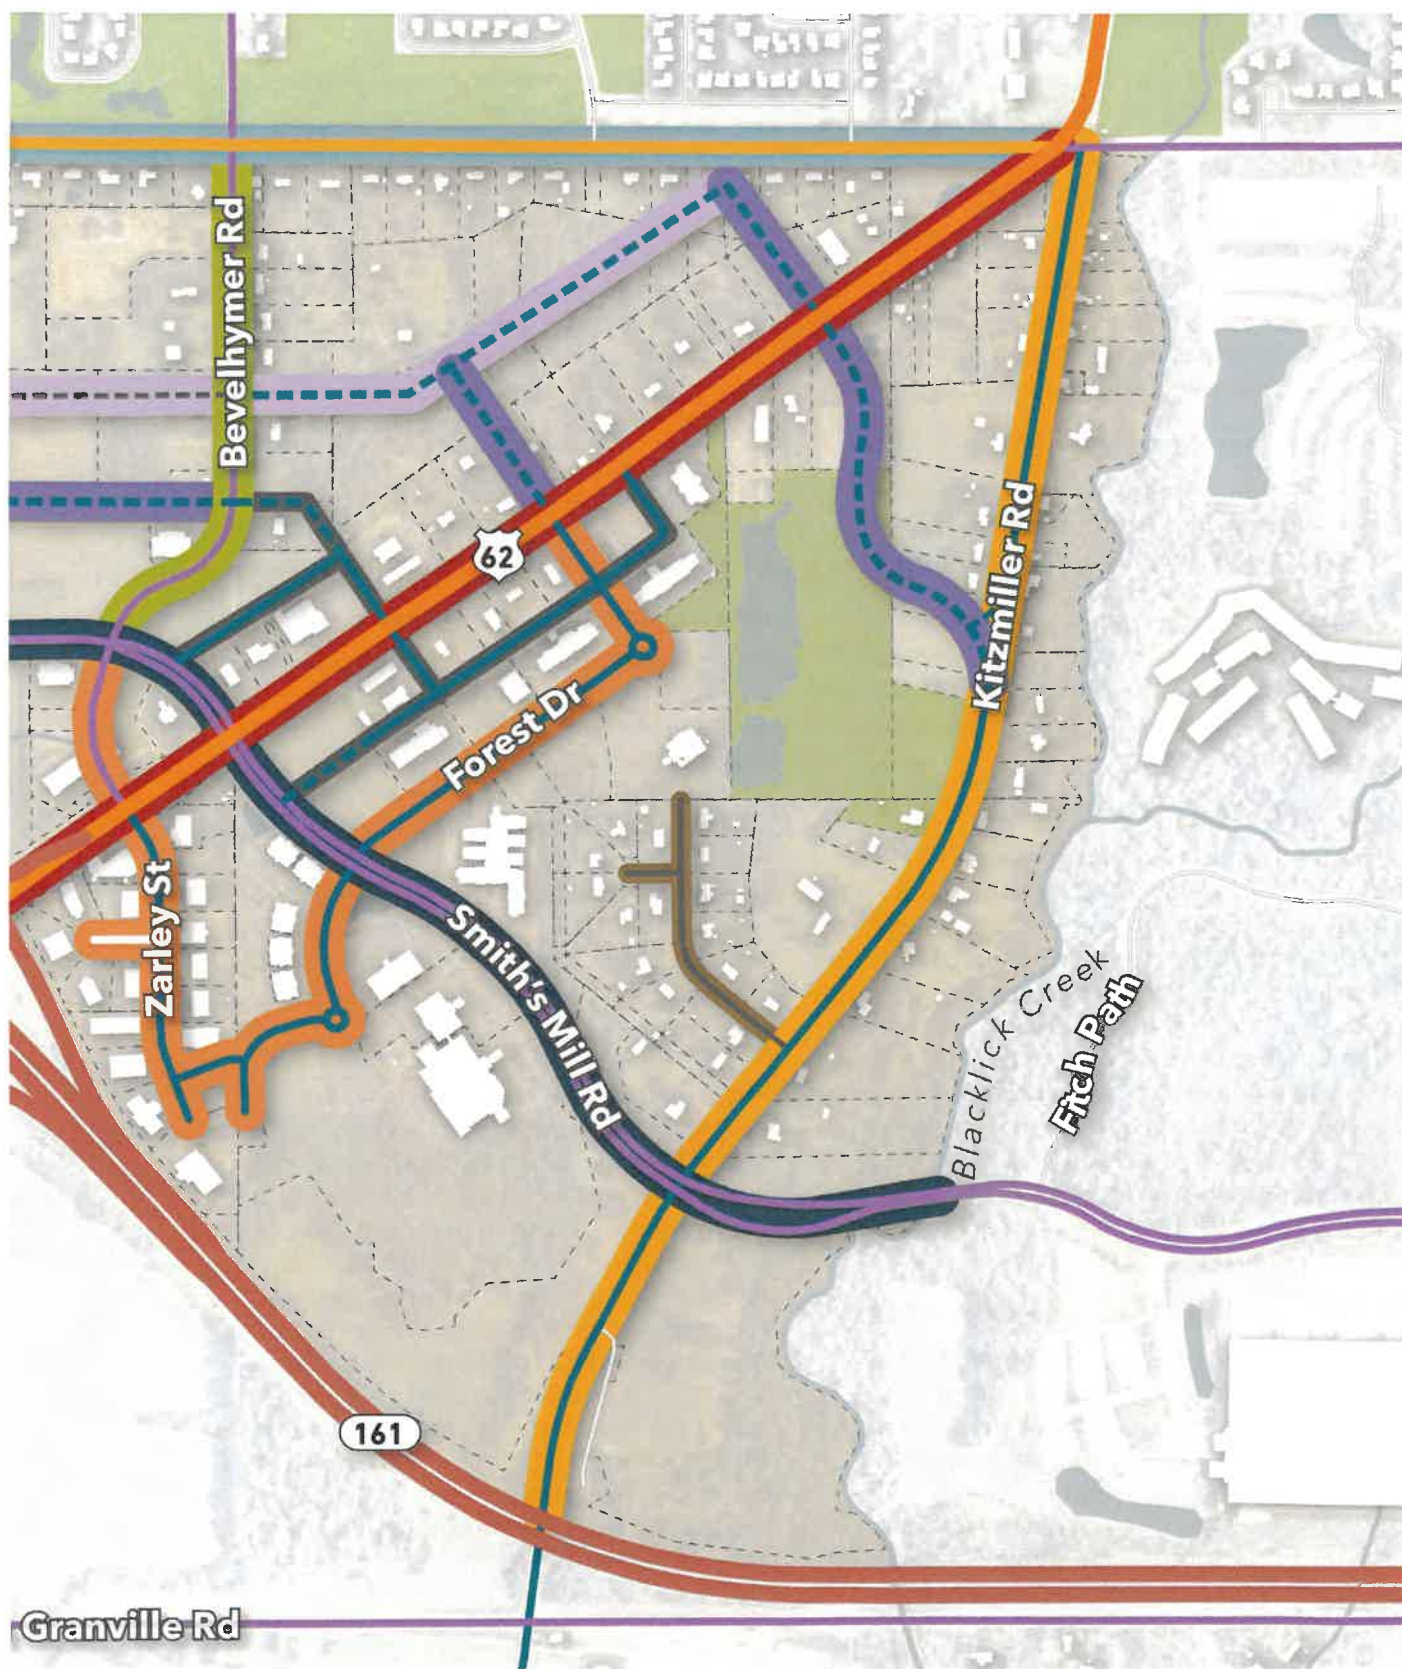 Bevelhymer Rd
62
Kitzmiller Rd
Forest Dr
Zarley St
Smith's Mill Rd
Blacklick Creek
Fitch Path
161
Granville Rd